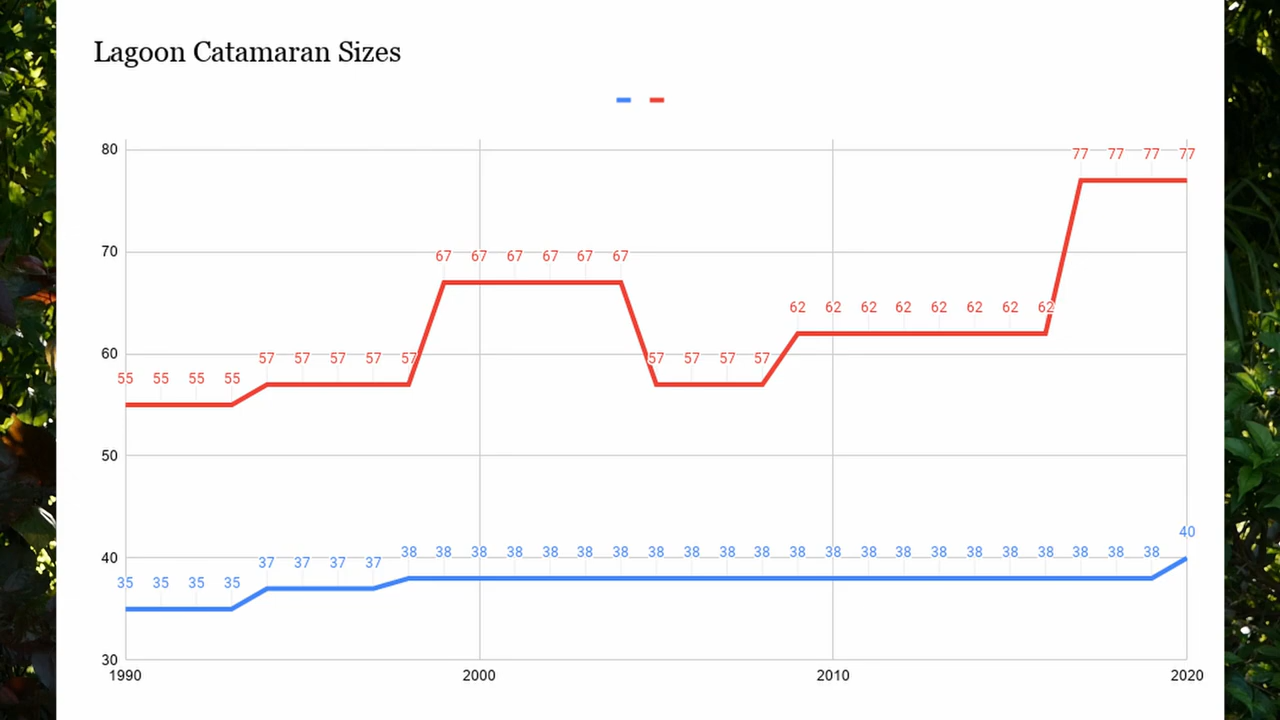 Lagoon Catamaran Sizes
80
77 77 77 77
70
67 67 67 67 67 67
62 62 62 62 62 62 62 62
60
57 57 57 57 57 57 57 57 57
55 55 55 55
50
40
40
38 38 38 38 38 38 38 38 38 38 38 38 38 38 38 38 38 38 38 38 38 38
37 37 37 37
35 35 35 35
30
1990 2000 2010 2020